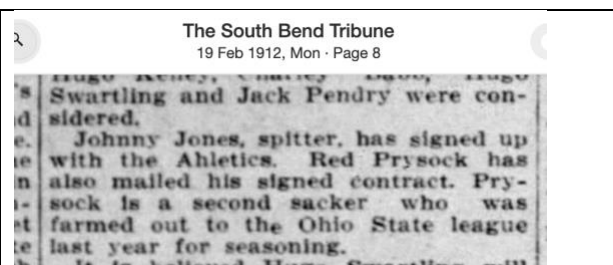 The South Bend Tribune
19 Feb 1912, Mon · Page 8
's
Swartling and Jack Pendry were con-
d sidered.
e. Johnny Jones, spitter, has signed up
e with the Ahletics. Red Prysock has
n also mailed his signed contract. Pry-
- sock is a second sacker who was
et farmed out to the Ohio State league
te last year for seasoning.